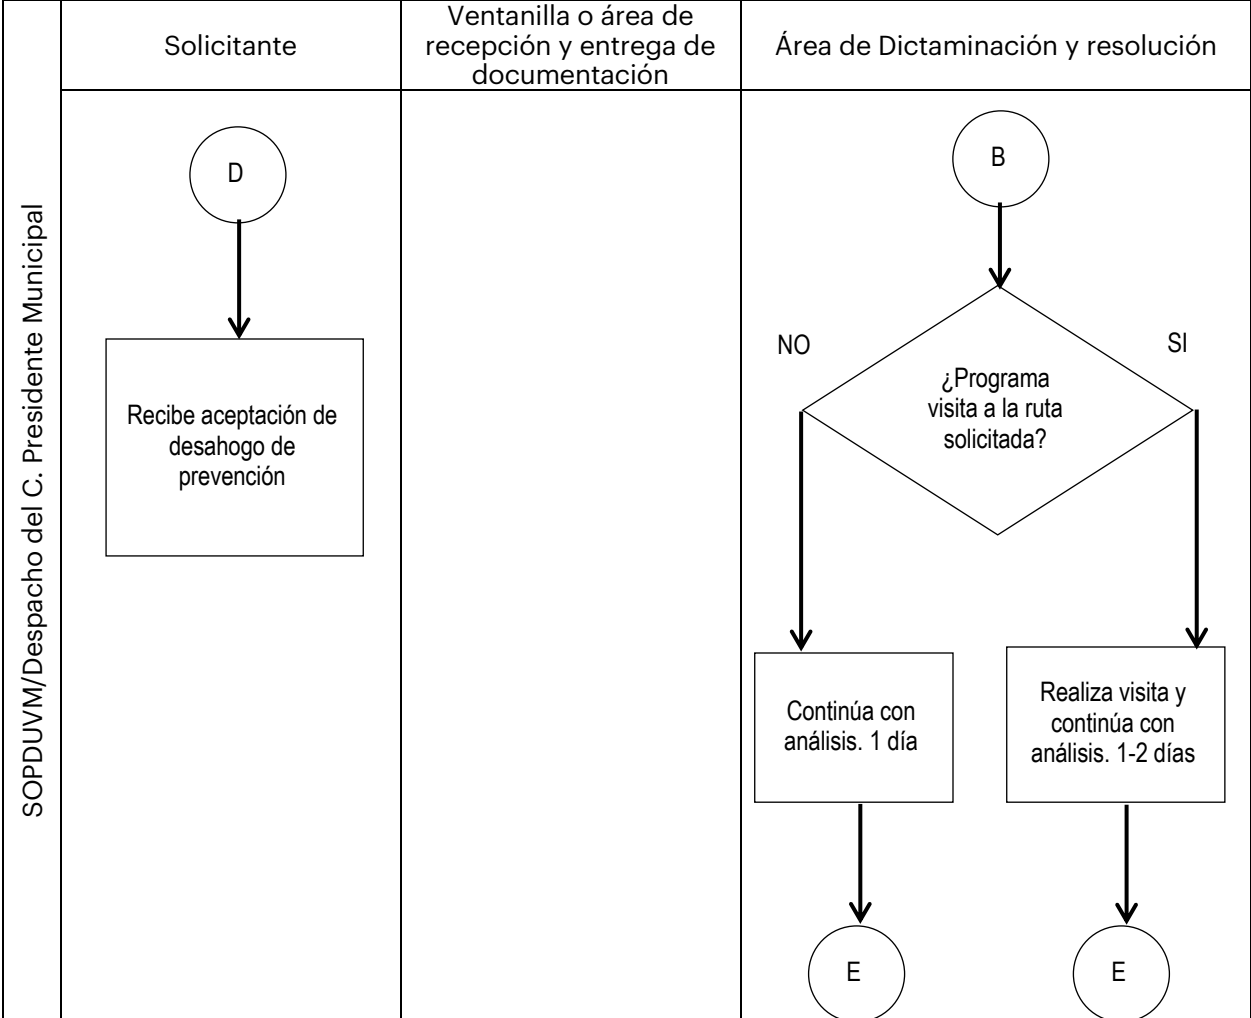 Solicitante
Ventanilla o área de
recepción y entrega de
documentación
Área de Dictaminación y resolución
SOPDUVM/Despacho del C. Presidente Municipal
D
Recibe aceptación de
desahogo de
prevención
B
NO
SI
¿Programa
visita a la ruta
solicitada?
Continúa con
análisis. 1 día
Realiza visita y
continúa con
análisis. 1-2 días
E
E